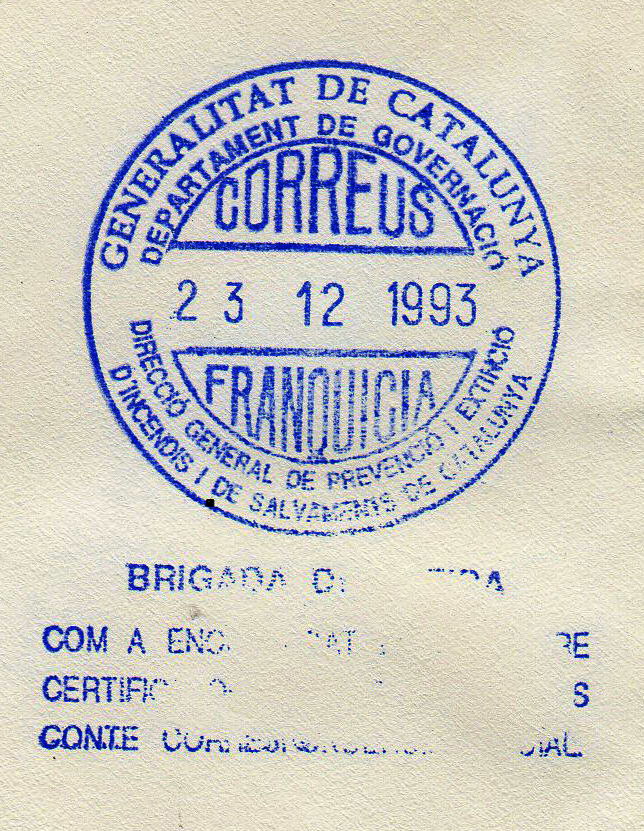 GENERALITAT DE CATALUNYA
DEPARTAMENT DE GOVERNACIÓ
CORREUS
23 12 1993
FRANQUICIA
DIRECCIÓ GENERAL DE PREVENCIÓ I EXTINCIÓ
D'INCENDIS I DE SALVAMENTS DE CATALUNYA
BRIGADA
COM A
CONTE